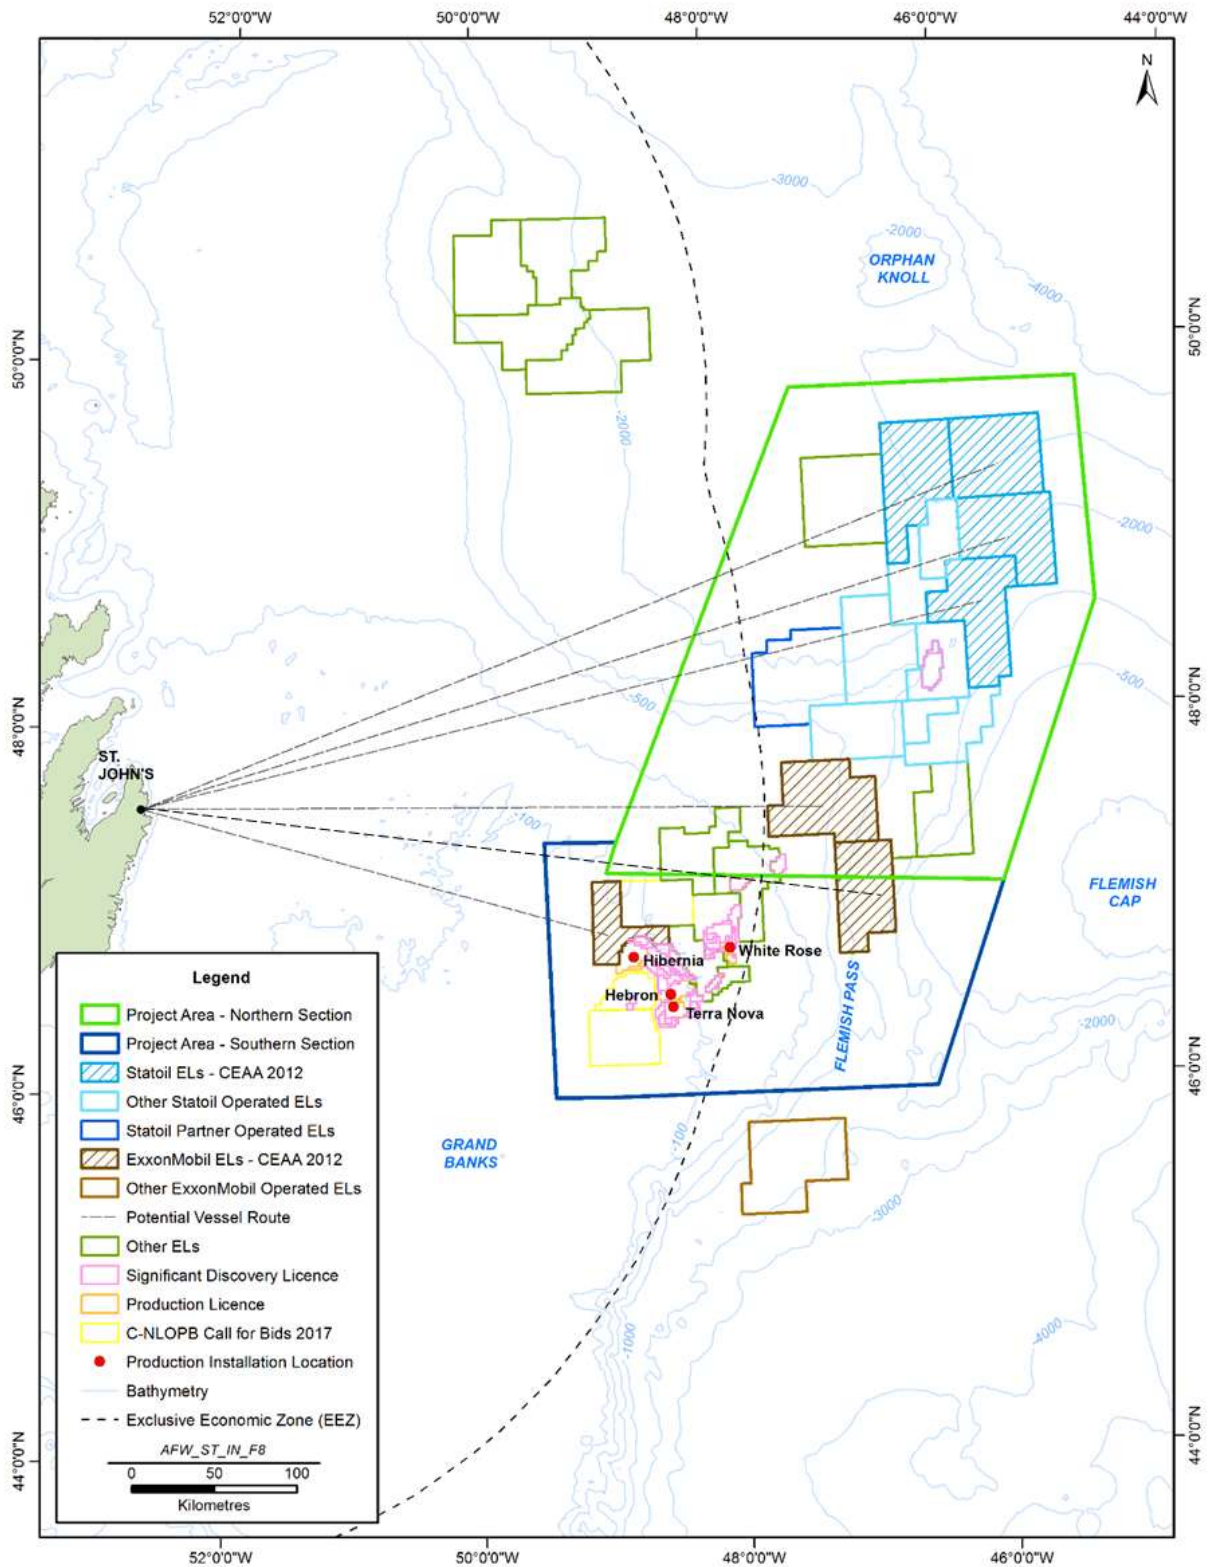 52°0'0"W
50°0'0"W
48°0'0"W
46°0'0"W
44°0'0"W
N
-3000
-2000
ORPHAN
KNOLL
-4000
50°0'0"N
50°0'0"N
-2000
-2000
-500
-500
48°0'0"N
48°0'0"N
ST.
JOHN'S
-100
FLEMISH
CAP
White Rose
Hibernia
Hebron
Terra Nova
FLEMISH PASS
-2000
46°0'0"N
46°0'0"N
-100
GRAND
BANKS
-3000
-1000
-4000
44°0'0"N
44°0'0"N
Legend
Project Area - Northern Section
Project Area - Southern Section
Statoil ELs - CEAA 2012
Other Statoil Operated ELs
Statoil Partner Operated ELs
ExxonMobil ELs - CEAA 2012
Other ExxonMobil Operated ELs
Potential Vessel Route
Other ELs
Significant Discovery Licence
Production Licence
C-NLOPB Call for Bids 2017
Production Installation Location
Bathymetry
Exclusive Economic Zone (EEZ)
AFW_ST_IN_F8
0 50 100
Kilometres
52°0'0"W
50°0'0"W
48°0'0"W
46°0'0"W